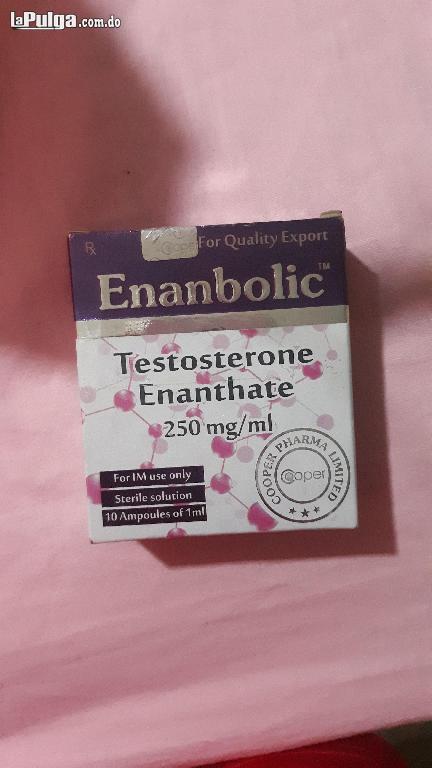 laPulga.com.do
℞
Cooper For Quality Export
Enanbolic™
Testosterone
Enanthate
250 mg/ml
For IM use only
Sterile solution
10 Ampoules of 1ml
COOPER PHARMA LIMITED
Cooper